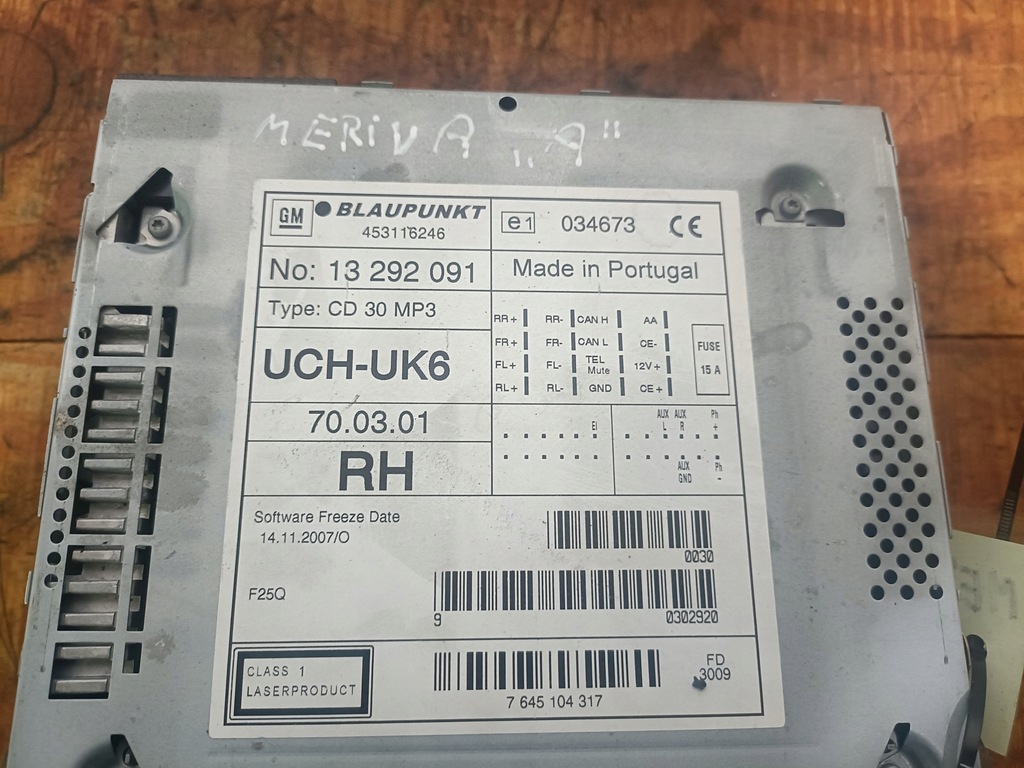 MERIVA „A"
GM BLAUPUNKT
453116246
e1 034673 CE
No: 13 292 091
Made in Portugal
Type: CD 30 MP3
UCH-UK6
70.03.01
RH
RR+ RR- CAN H AA
FR+ FR- CAN L CE-
FL+ FL- TEL Mute 12V+
RL+ RL- GND CE+
FUSE
15 A
EI AUX L AUX R Ph +
AUX GND Ph -
Software Freeze Date
14.11.2007/O
0030
F25Q
9 0302920
CLASS 1
LASERPRODUCT
7 645 104 317
FD
3009